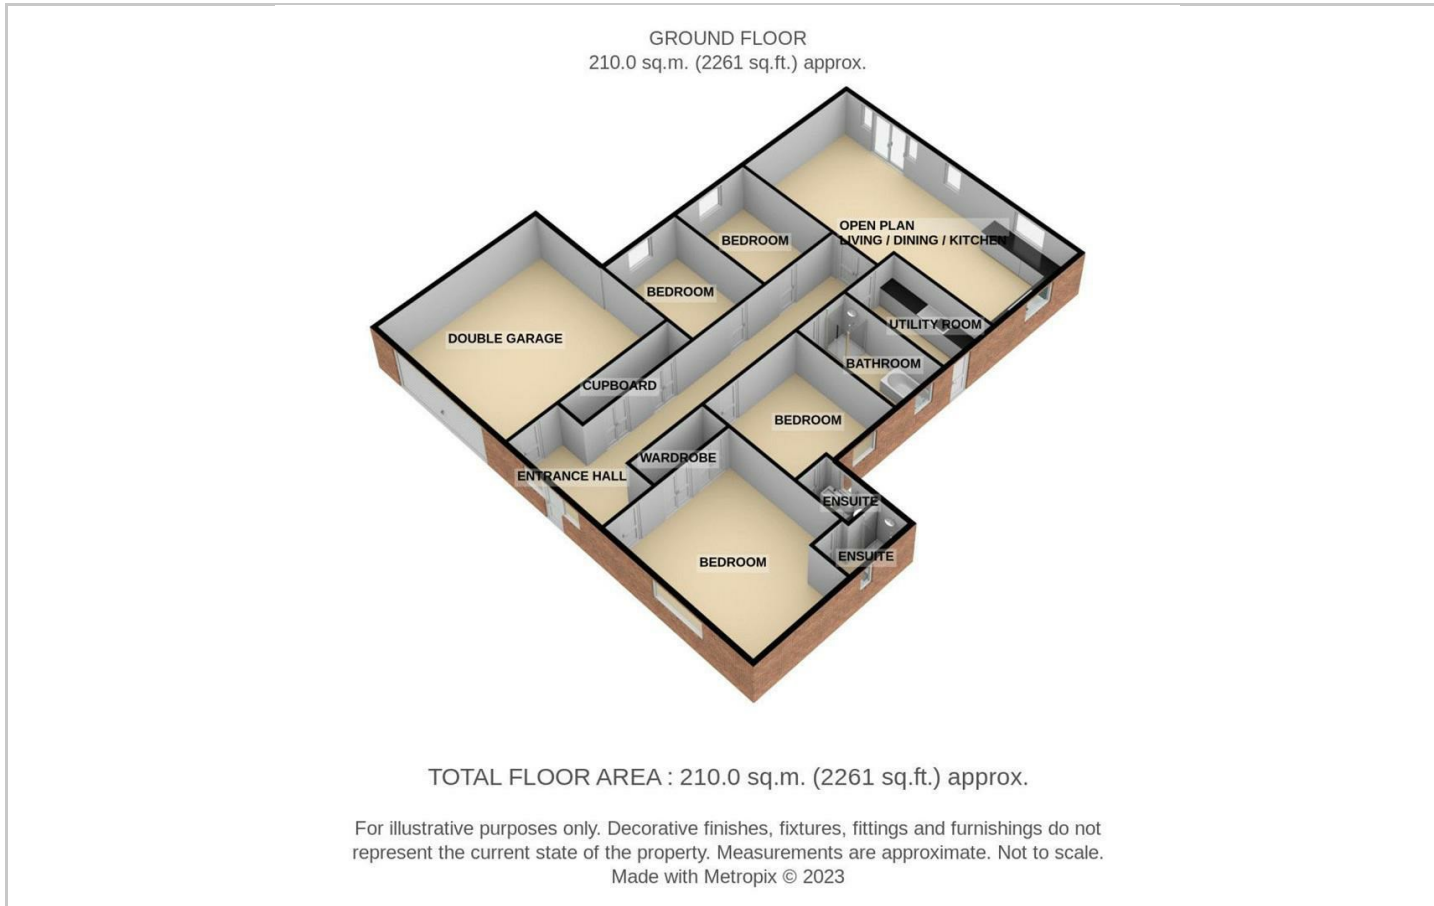 GROUND FLOOR
210.0 sq.m. (2261 sq.ft.) approx.
OPEN PLAN
LIVING / DINING / KITCHEN
BEDROOM
BEDROOM
UTILITY ROOM
DOUBLE GARAGE
BATHROOM
CUPBOARD
BEDROOM
WARDROBE
ENTRANCE HALL
ENSUITE
ENSUITE
BEDROOM
TOTAL FLOOR AREA : 210.0 sq.m. (2261 sq.ft.) approx.
For illustrative purposes only. Decorative finishes, fixtures, fittings and furnishings do not
represent the current state of the property. Measurements are approximate. Not to scale.
Made with Metropix © 2023